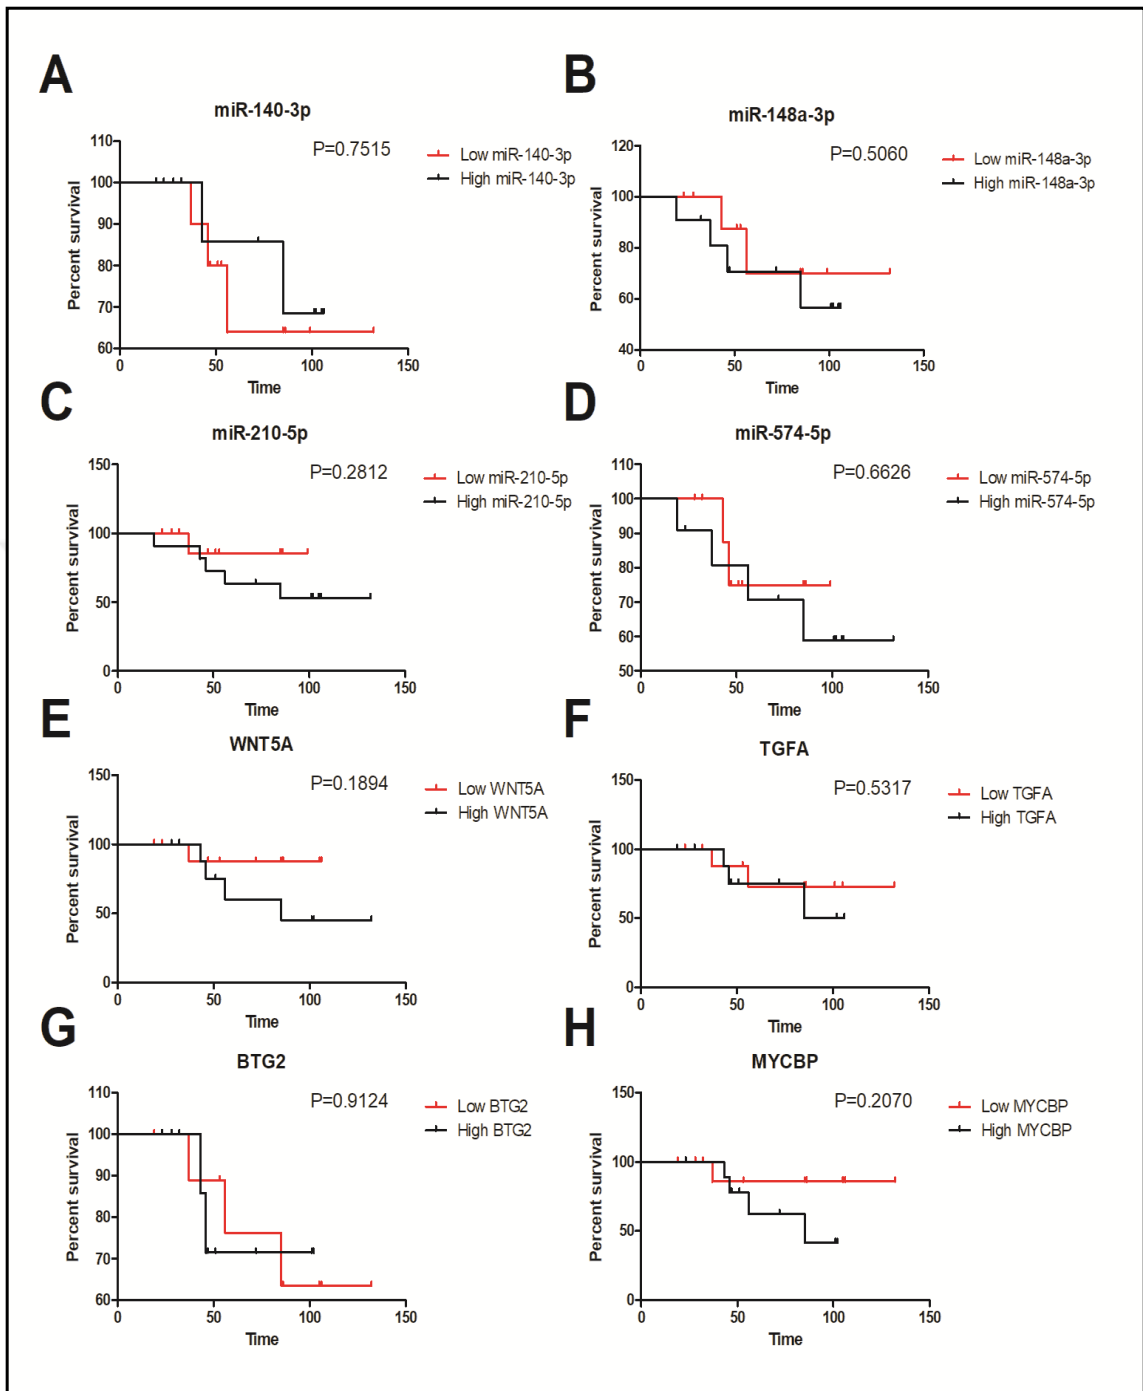 A
miR-140-3p
P=0.7515
Low miR-140-3p
High miR-140-3p
Percent survival
110
100
90
80
70
60
0
50
100
150
Time
B
miR-148a-3p
P=0.5060
Low miR-148a-3p
High miR-148a-3p
Percent survival
120
100
80
60
40
0
50
100
150
Time
C
miR-210-5p
P=0.2812
Low miR-210-5p
High miR-210-5p
Percent survival
150
100
50
0
0
50
100
150
Time
D
miR-574-5p
P=0.6626
Low miR-574-5p
High miR-574-5p
Percent survival
110
100
90
80
70
60
50
0
50
100
150
Time
E
WNT5A
P=0.1894
Low WNT5A
High WNT5A
Percent survival
150
100
50
0
0
50
100
150
Time
F
TGFA
P=0.5317
Low TGFA
High TGFA
Percent survival
150
100
50
0
0
50
100
150
Time
G
BTG2
P=0.9124
Low BTG2
High BTG2
Percent survival
110
100
90
80
70
60
0
50
100
150
Time
H
MYCBP
P=0.2070
Low MYCBP
High MYCBP
Percent survival
150
100
50
0
0
50
100
150
Time